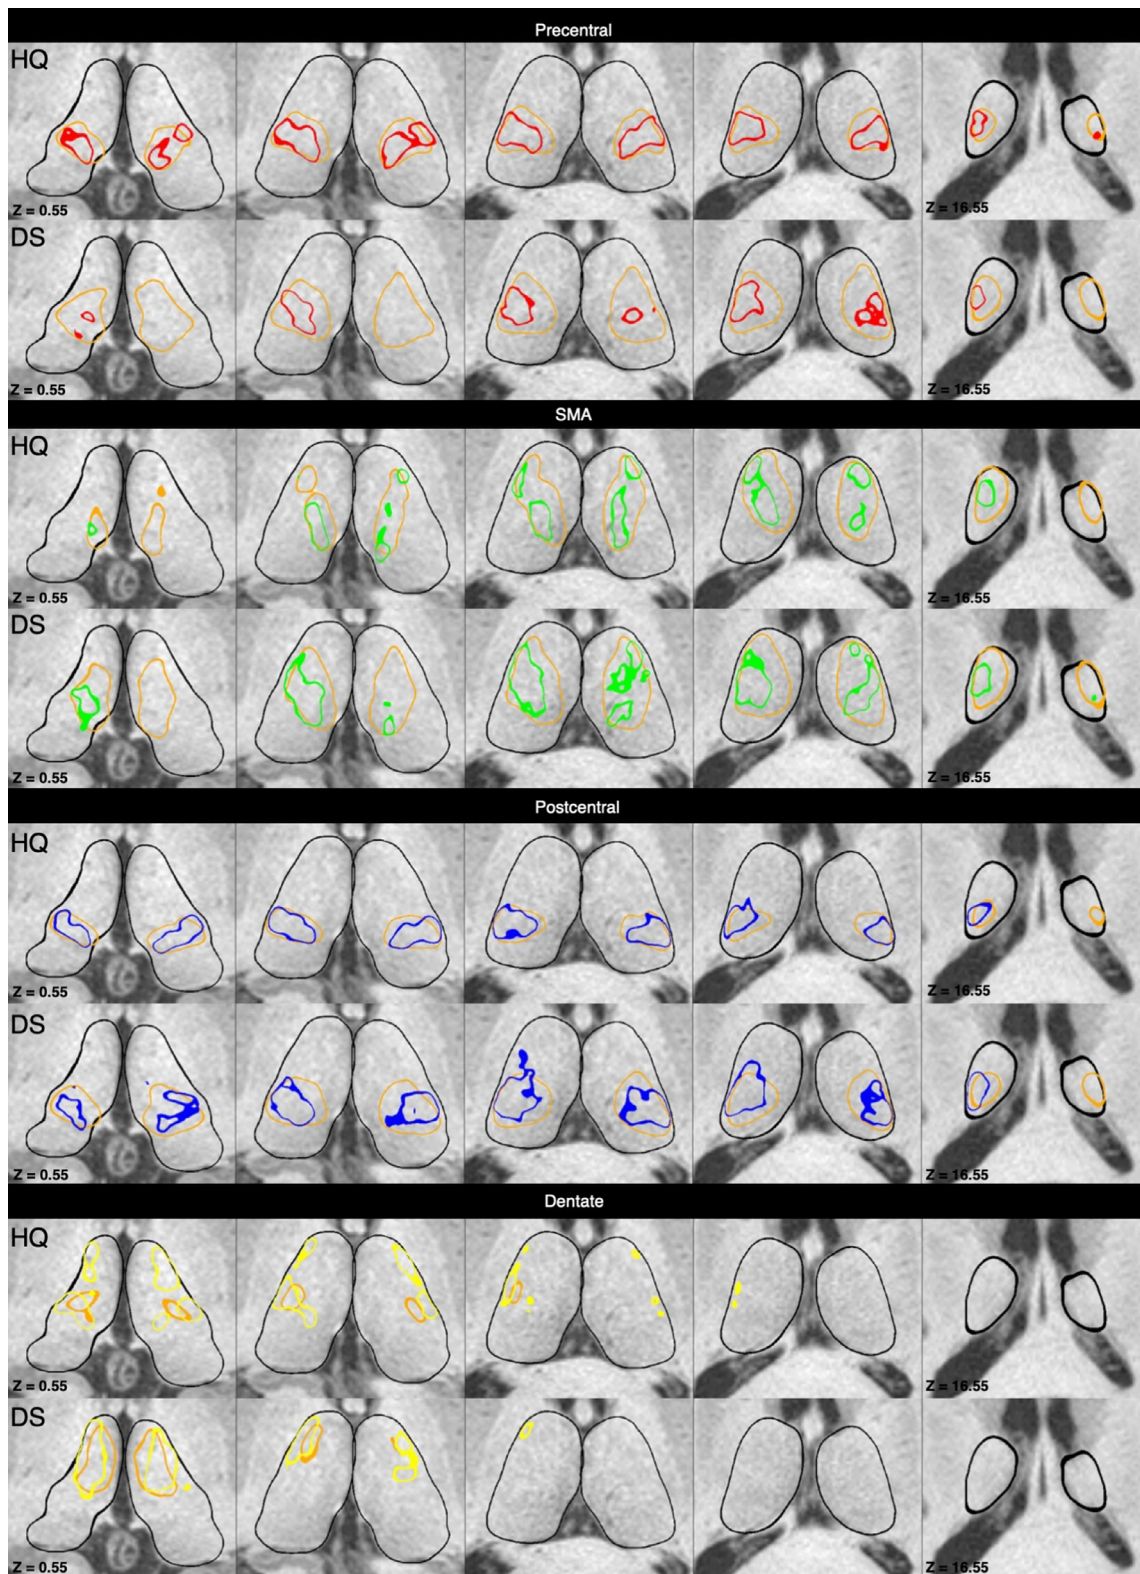 Precentral
HQ
Z = 0.55
Z = 16.55
DS
Z = 0.55
Z = 16.55
SMA
HQ
Z = 0.55
Z = 16.55
DS
Z = 0.55
Z = 16.55
Postcentral
HQ
Z = 0.55
Z = 16.55
DS
Z = 0.55
Z = 16.55
Dentate
HQ
Z = 0.55
Z = 16.55
DS
Z = 0.55
Z = 16.55